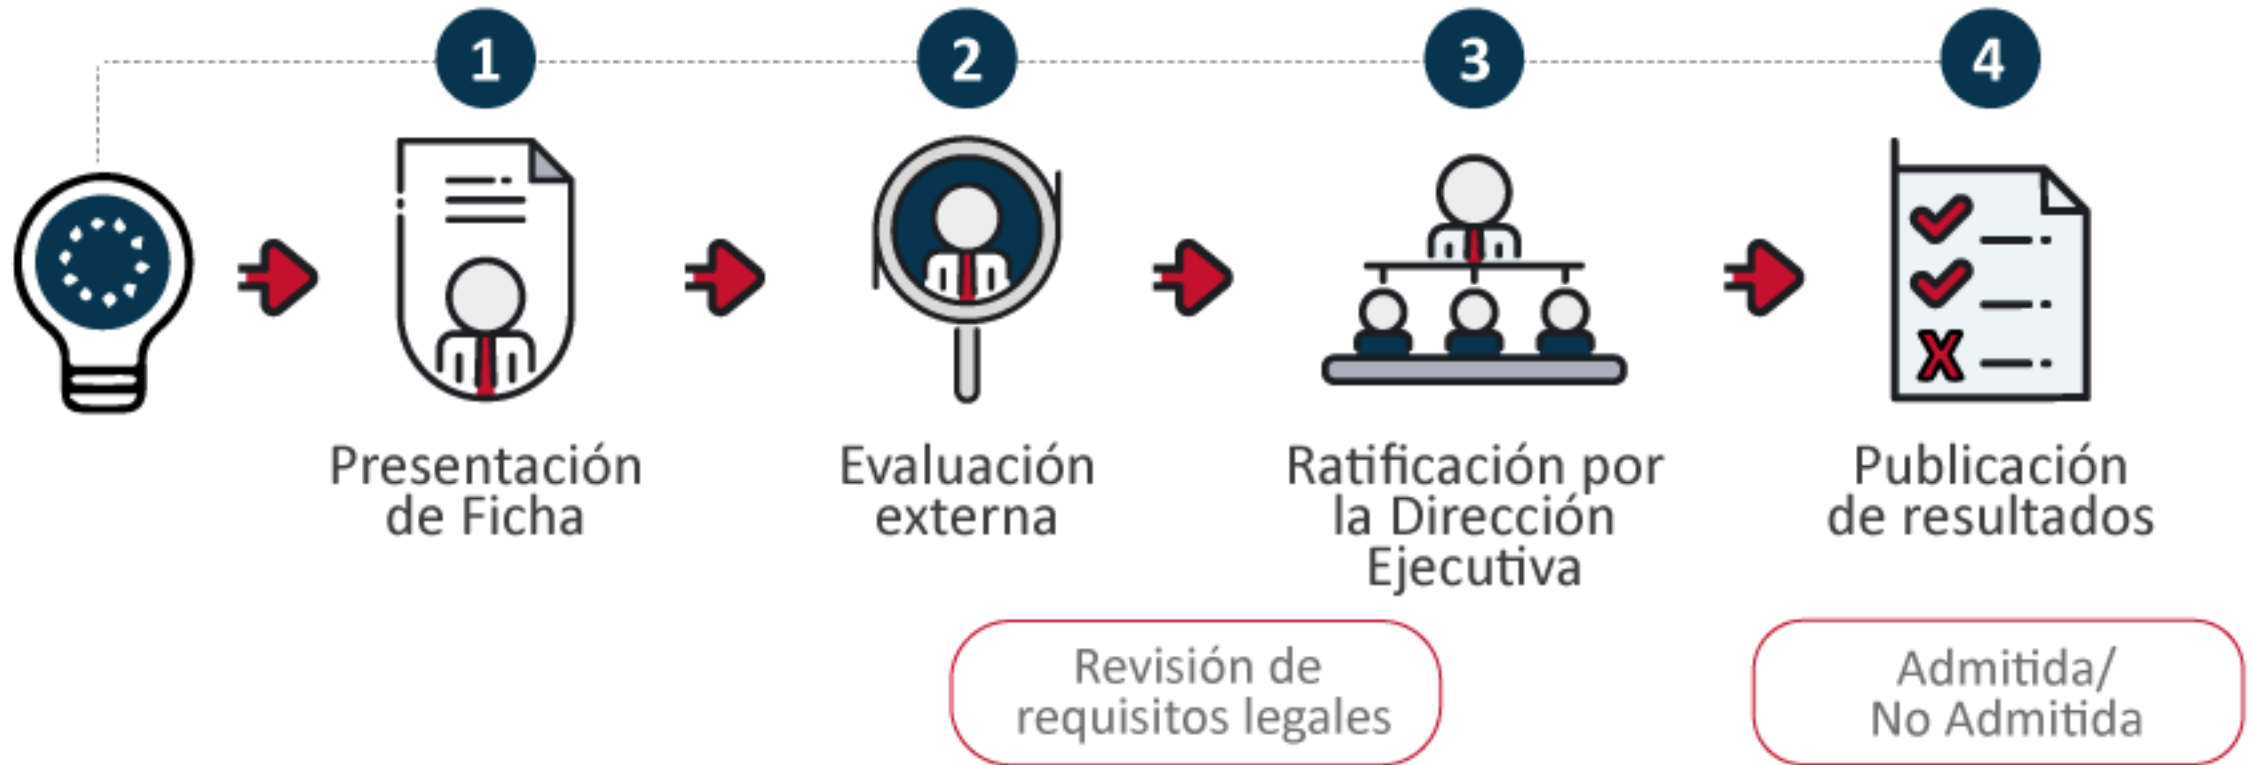 1
2
3
4
Presentación
de Ficha
Evaluación
externa
Ratificación por
la Dirección
Ejecutiva
Publicación
de resultados
Revisión de
requisitos legales
Admitida/
No Admitida